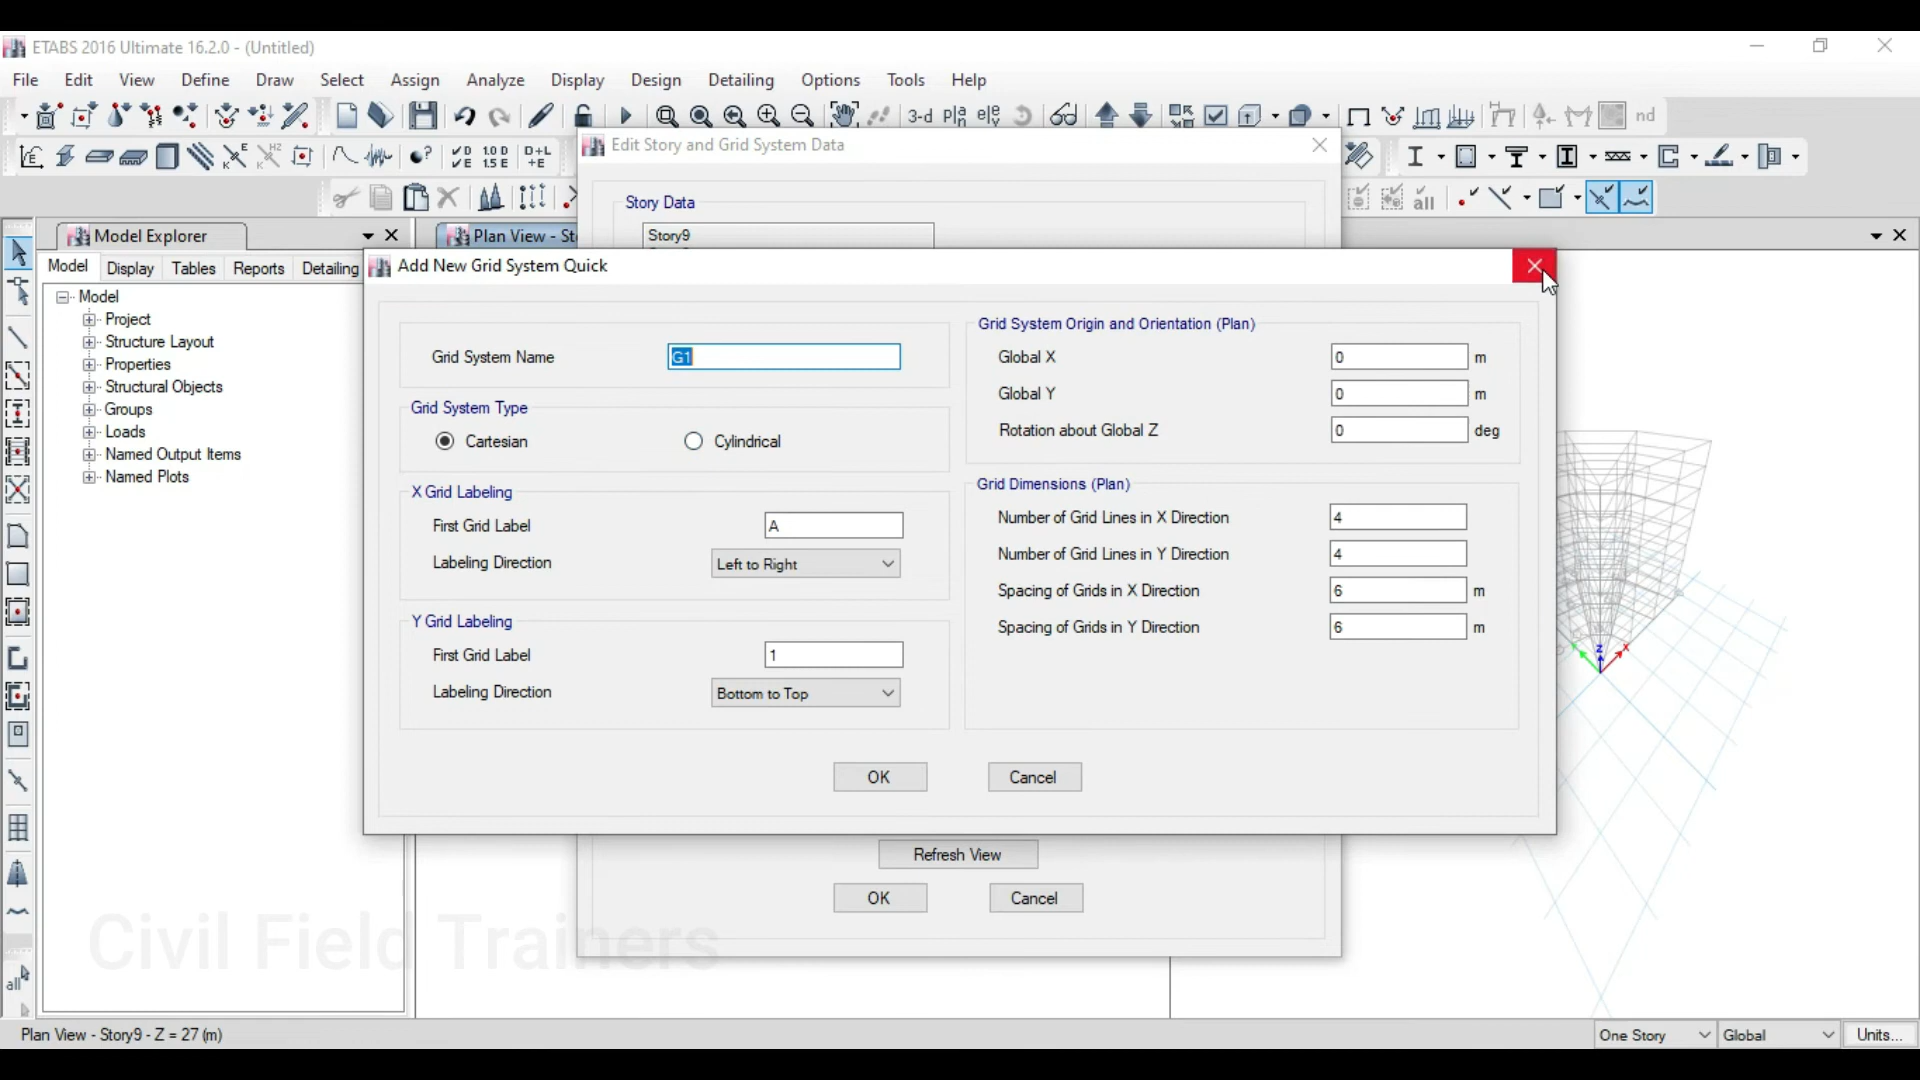 ETABS 2016 Ultimate 16.2.0 - (Untitled)
File Edit View Define Draw Select Assign Analyze Display Design Detailing Options Tools Help
3-d pla ele nd
Edit Story and Grid System Data
Story Data
Story9
all
Model Explorer
Plan View - Sto
Model Display Tables Reports Detailing
Add New Grid System Quick
Model
Project
Structure Layout
Properties
Structural Objects
Groups
Loads
Named Output Items
Named Plots
Grid System Name G1
Grid System Type
Cartesian Cylindrical
X Grid Labeling
First Grid Label A
Labeling Direction Left to Right
Y Grid Labeling
First Grid Label 1
Labeling Direction Bottom to Top
Grid System Origin and Orientation (Plan)
Global X 0 m
Global Y 0 m
Rotation about Global Z 0 deg
Grid Dimensions (Plan)
Number of Grid Lines in X Direction 4
Number of Grid Lines in Y Direction 4
Spacing of Grids in X Direction 6 m
Spacing of Grids in Y Direction 6 m
OK Cancel
Z X
Refresh View
OK Cancel
Civil Field Trainers
all
Plan View - Story9 - Z = 27 (m)
One Story Global Units...